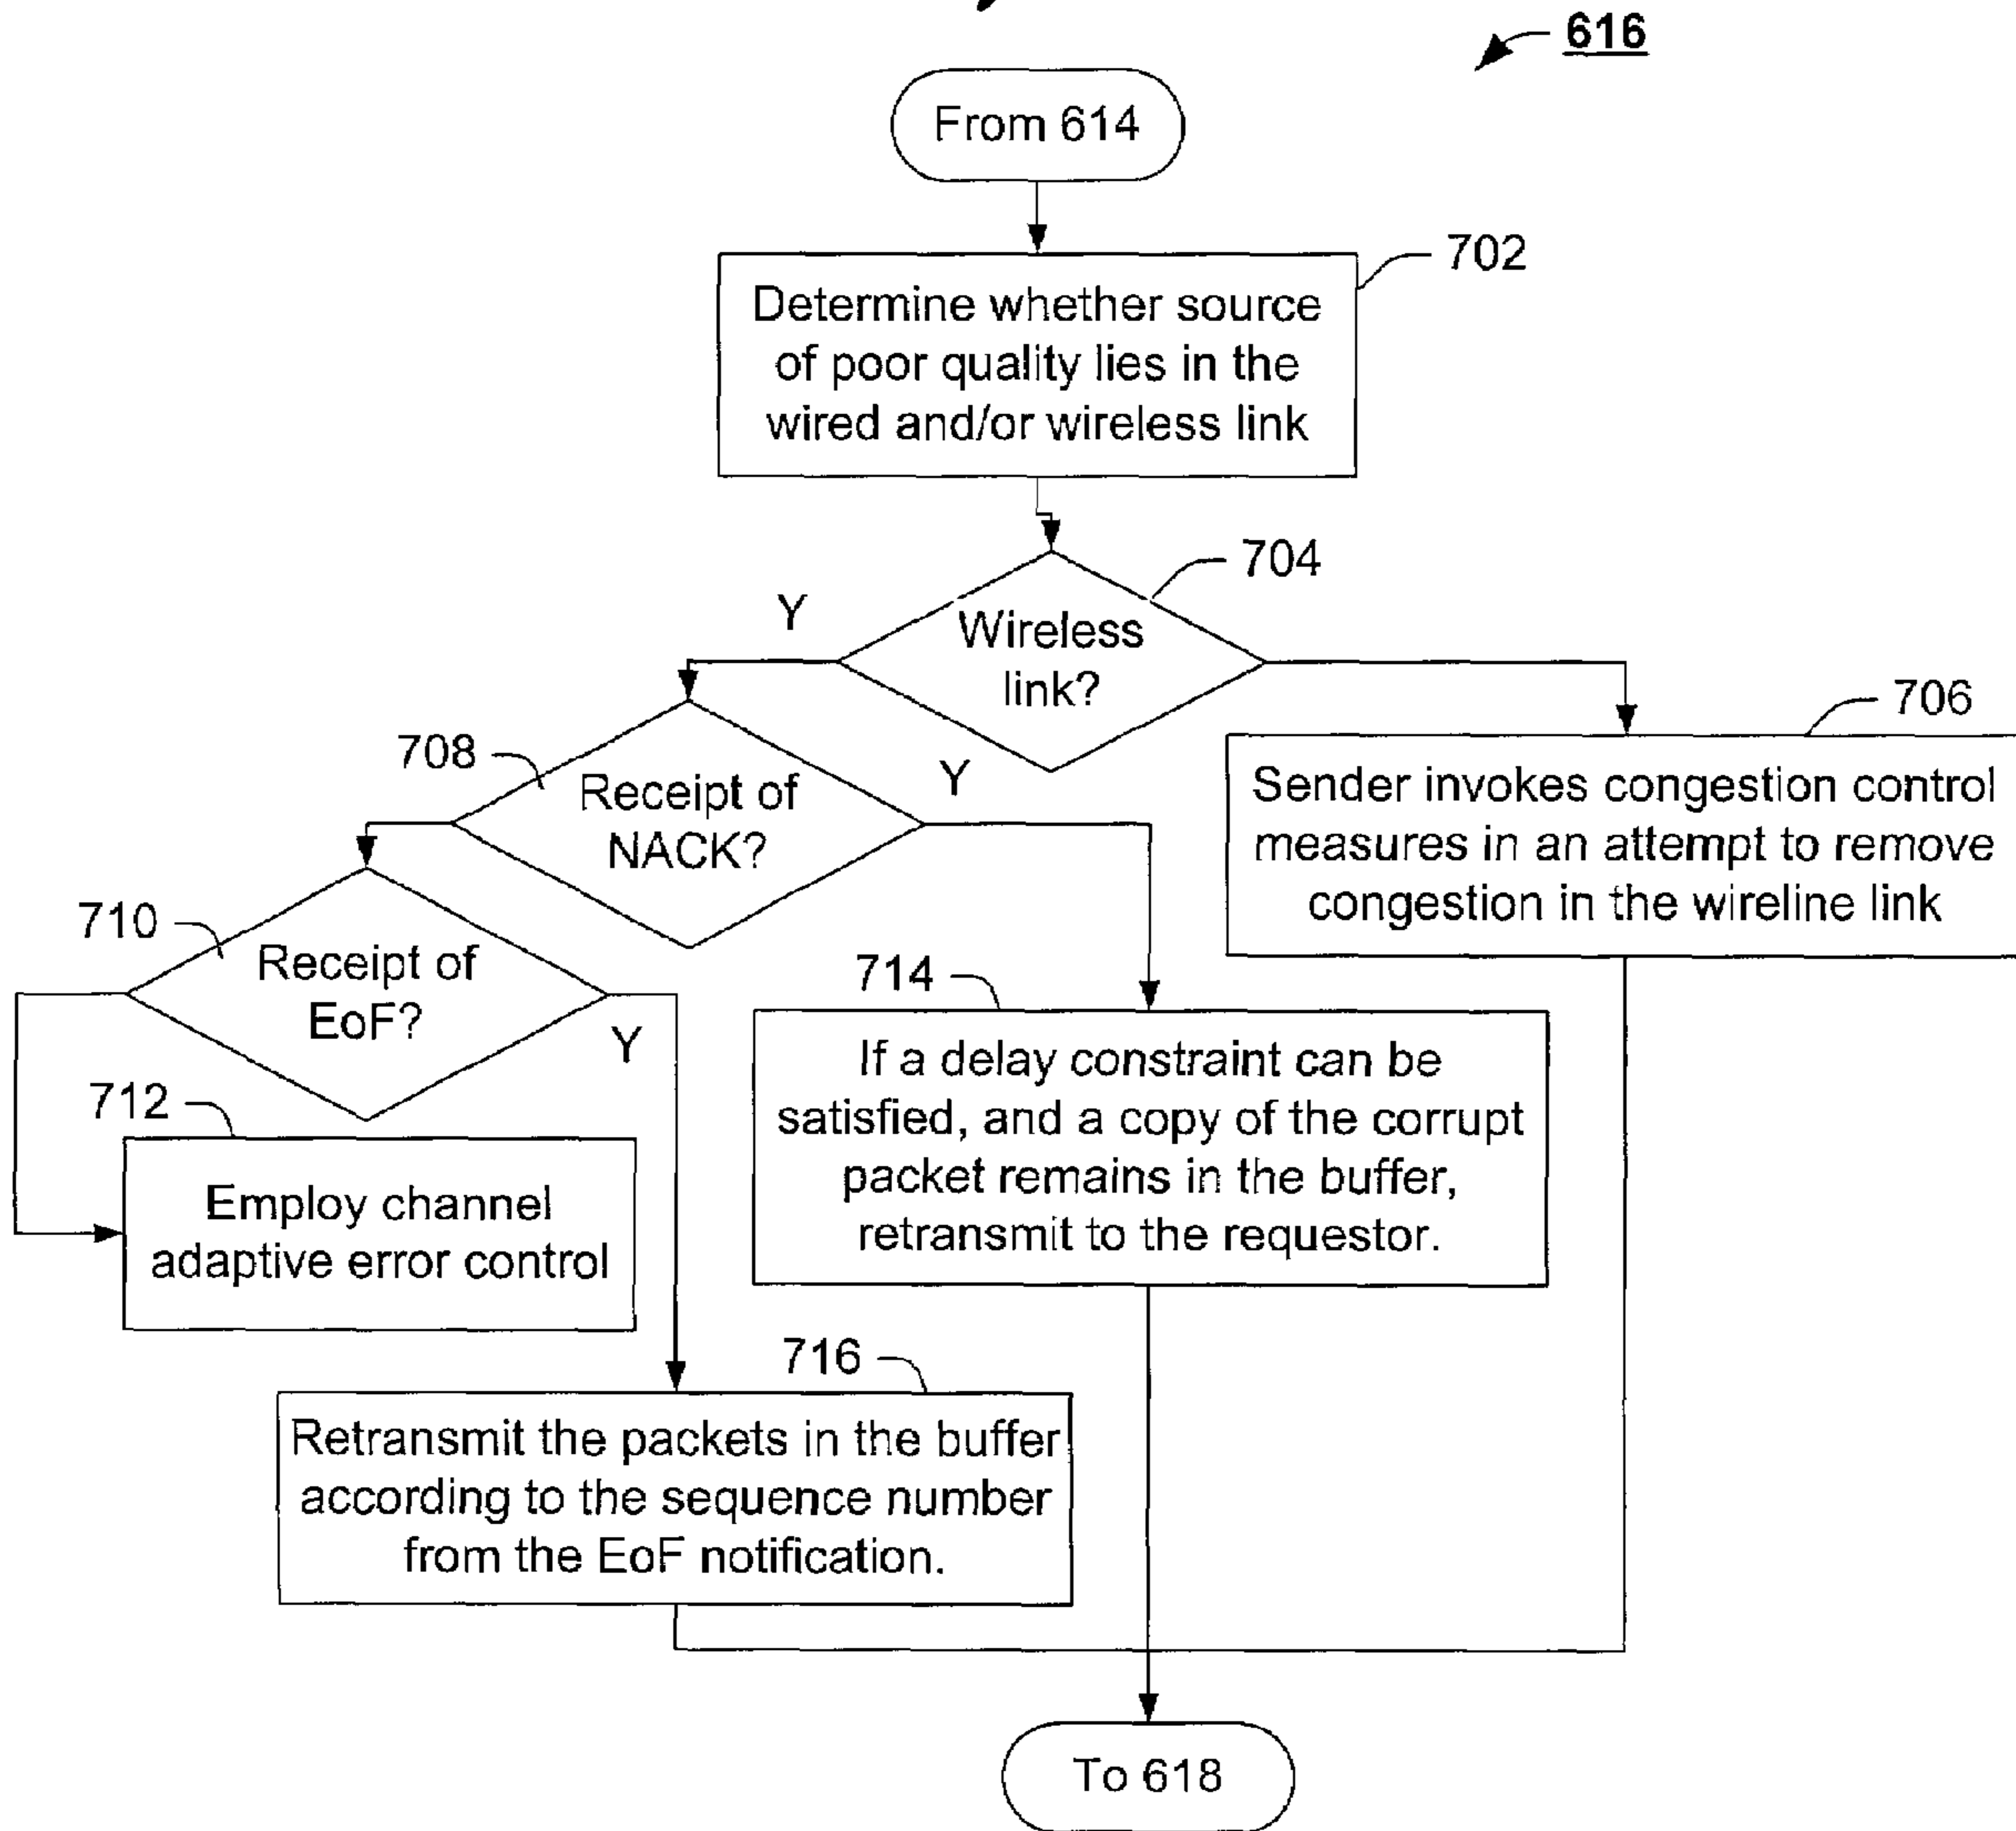 616
From 614
702
Determine whether source
of poor quality lies in the
wired and/or wireless link
704
Y
Wireless
link?
706
Sender invokes congestion control
measures in an attempt to remove
congestion in the wireline link
708
Y
Receipt of
NACK?
710
Receipt of
EoF?
Y
714
If a delay constraint can be
satisfied, and a copy of the corrupt
packet remains in the buffer,
retransmit to the requestor.
712
Employ channel
adaptive error control
716
Retransmit the packets in the buffer
according to the sequence number
from the EoF notification.
To 618